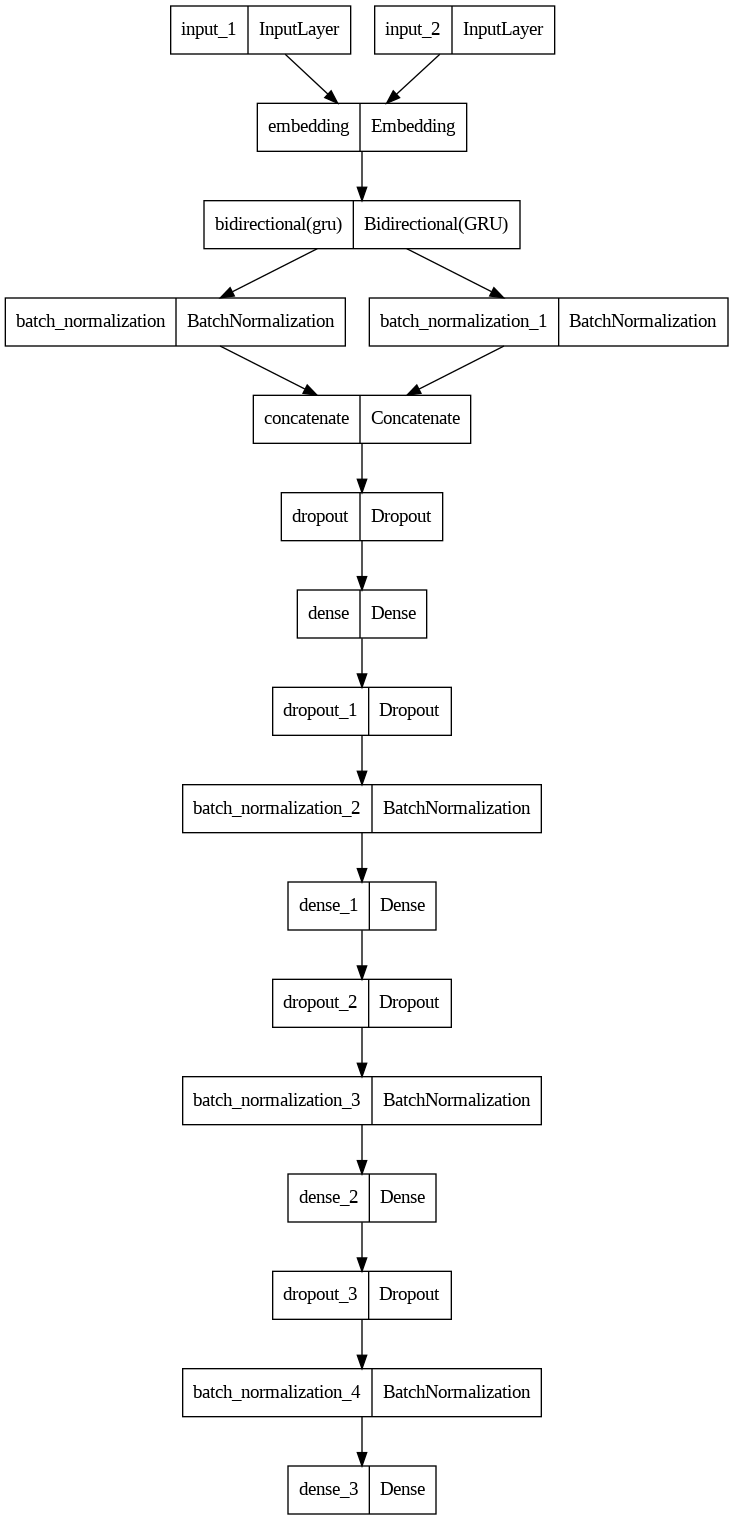 input_1 InputLayer input_2 InputLayer
embedding Embedding
bidirectional(gru) Bidirectional(GRU)
batch_normalization BatchNormalization batch_normalization_1 BatchNormalization
concatenate Concatenate
dropout Dropout
dense Dense
dropout_1 Dropout
batch_normalization_2 BatchNormalization
dense_1 Dense
dropout_2 Dropout
batch_normalization_3 BatchNormalization
dense_2 Dense
dropout_3 Dropout
batch_normalization_4 BatchNormalization
dense_3 Dense